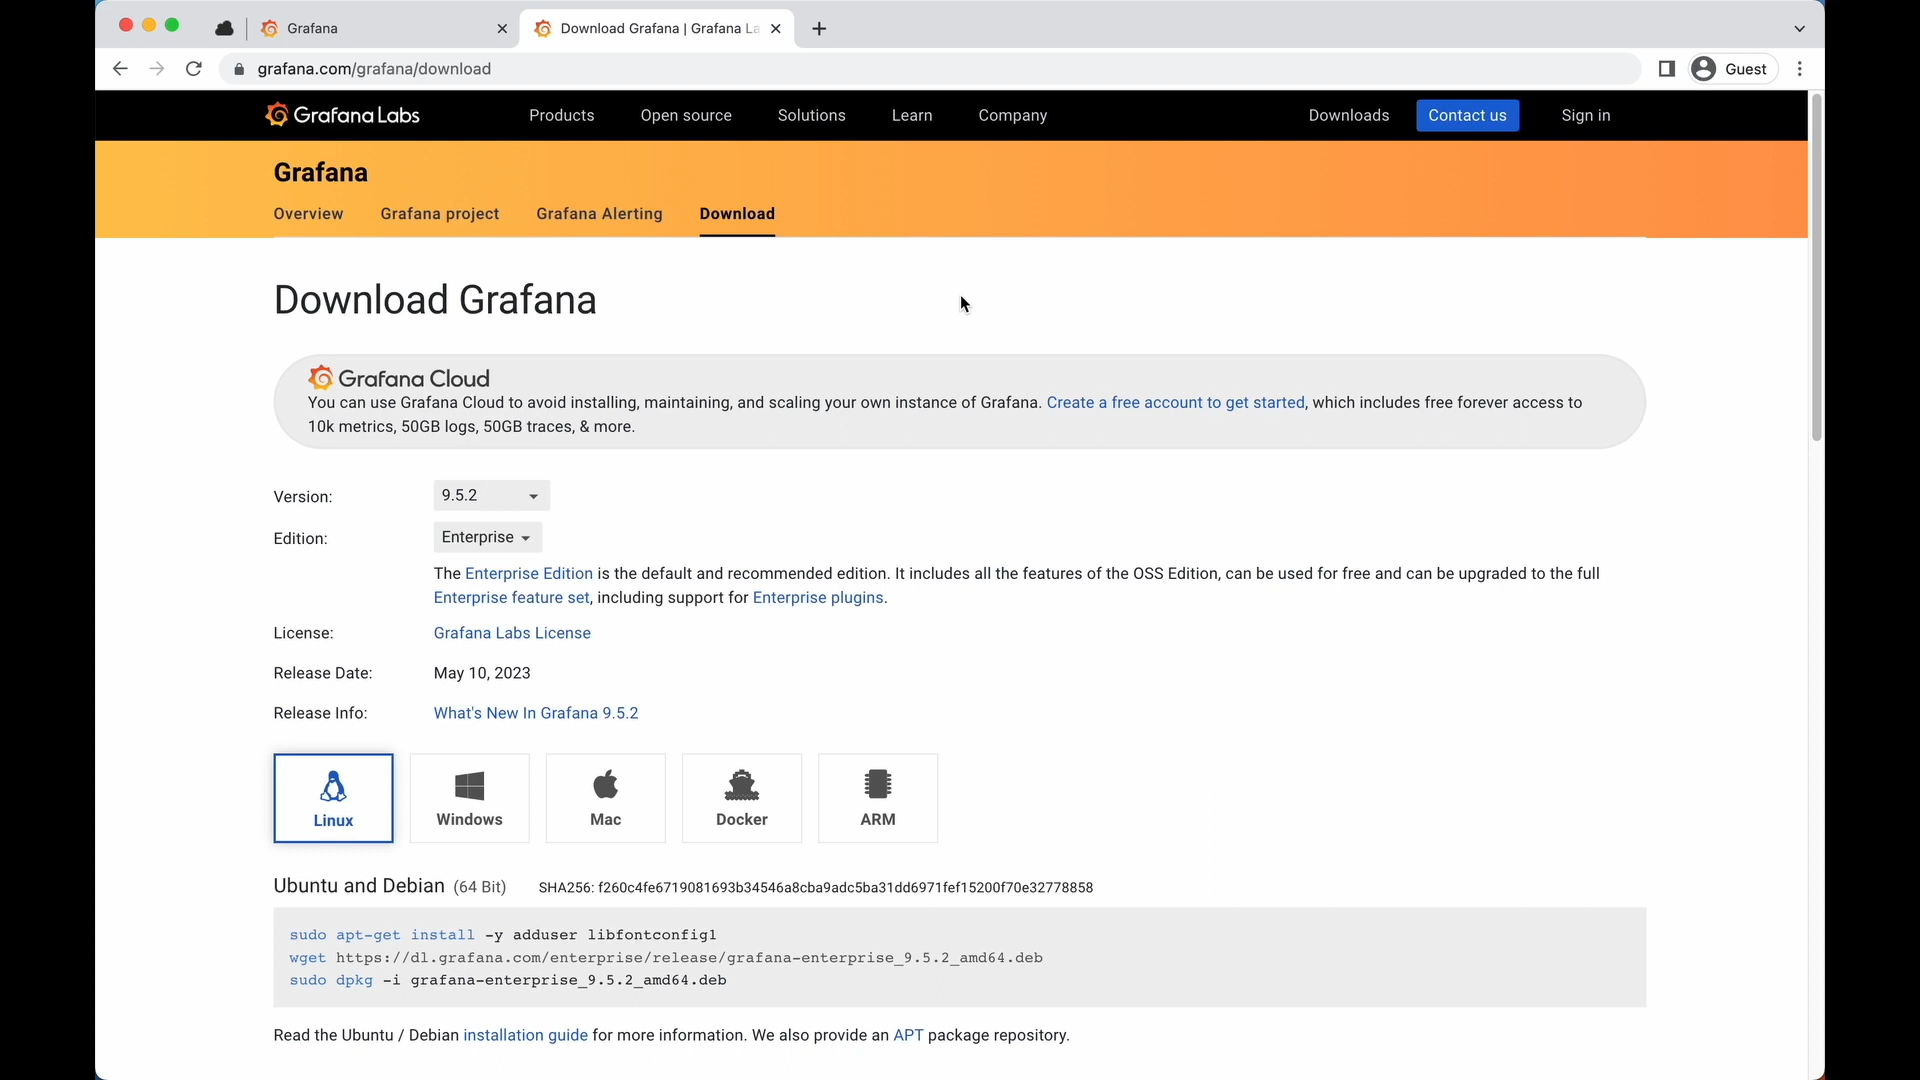 Grafana
Download Grafana | Grafana La
grafana.com/grafana/download
Guest
Grafana Labs
Products
Open source
Solutions
Learn
Company
Downloads
Contact us
Sign in
Grafana
Overview
Grafana project
Grafana Alerting
Download
Download Grafana
Grafana Cloud
You can use Grafana Cloud to avoid installing, maintaining, and scaling your own instance of Grafana. Create a free account to get started, which includes free forever access to
10k metrics, 50GB logs, 50GB traces, & more.
Version: 9.5.2
Edition: Enterprise
The Enterprise Edition is the default and recommended edition. It includes all the features of the OSS Edition, can be used for free and can be upgraded to the full
Enterprise feature set, including support for Enterprise plugins.
License: Grafana Labs License
Release Date: May 10, 2023
Release Info: What's New In Grafana 9.5.2
Linux
Windows
Mac
Docker
ARM
Ubuntu and Debian (64 Bit) SHA256: f260c4fe6719081693b34546a8cba9adc5ba31dd6971fef15200f70e32778858
sudo apt-get install -y adduser libfontconfig1
wget https://dl.grafana.com/enterprise/release/grafana-enterprise_9.5.2_amd64.deb
sudo dpkg -i grafana-enterprise_9.5.2_amd64.deb
Read the Ubuntu / Debian installation guide for more information. We also provide an APT package repository.